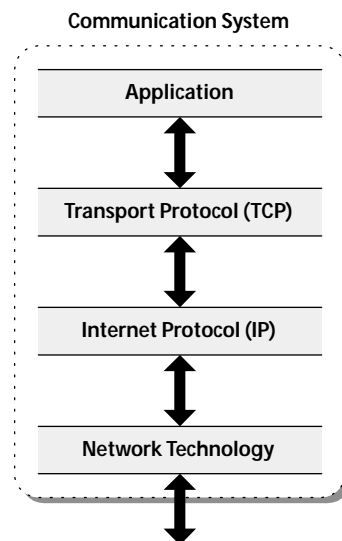 Communication System
Application
Transport Protocol (TCP)
Internet Protocol (IP)
Network Technology